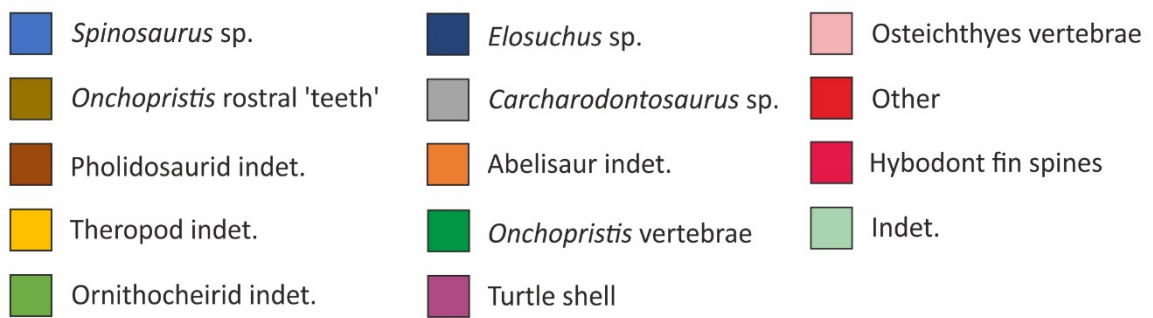 Spinosaurus sp.
Onchopristis rostral 'teeth'
Pholidosaurid indet.
Theropod indet.
Ornithocheirid indet.
Elosuchus sp.
Carcharodontosaurus sp.
Abelisaur indet.
Onchopristis vertebrae
Turtle shell
Osteichthyes vertebrae
Other
Hybodont fin spines
Indet.